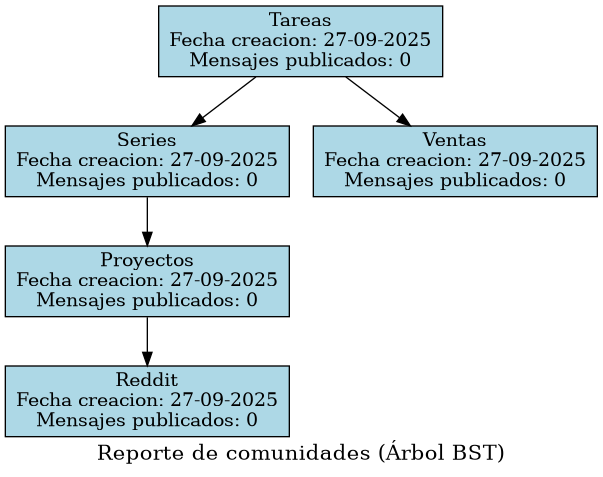 Tareas
Fecha creacion: 27-09-2025
Mensajes publicados: 0
Series
Fecha creacion: 27-09-2025
Mensajes publicados: 0
Ventas
Fecha creacion: 27-09-2025
Mensajes publicados: 0
Proyectos
Fecha creacion: 27-09-2025
Mensajes publicados: 0
Reddit
Fecha creacion: 27-09-2025
Mensajes publicados: 0
Reporte de comunidades (Árbol BST)